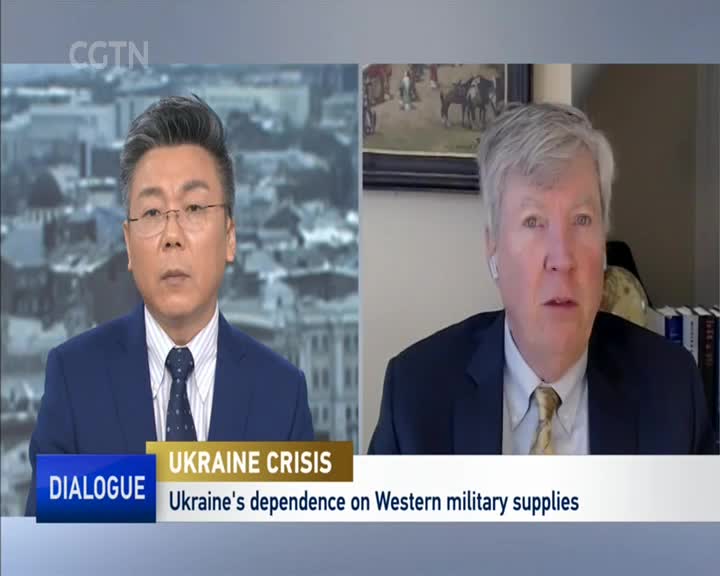 CGTN
UKRAINE CRISIS
DIALOGUE
Ukraine's dependence on Western military supplies